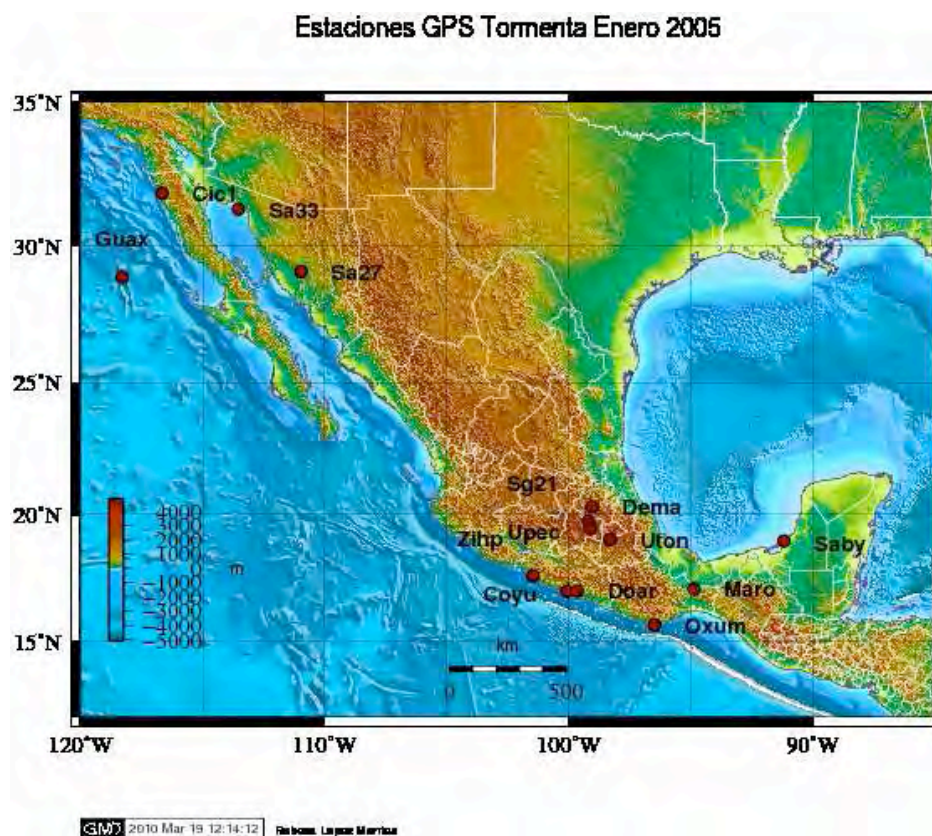 Estaciones GPS Tormenta Enero 2005
35°N
Cic1
Sa33
Guax
30°N
Sa27
25°N
Sg21
Dema
20°N
4000
3000
2000
1000
m
-1000
-2000
-3000
-4000
-5000
Zihp
Upec
Uton
Saby
Coyu
Doar
Maro
Oxum
15°N
km
0 500
120°W 110°W 100°W 90°W
GMT 2010 Mar 19 12:14:12